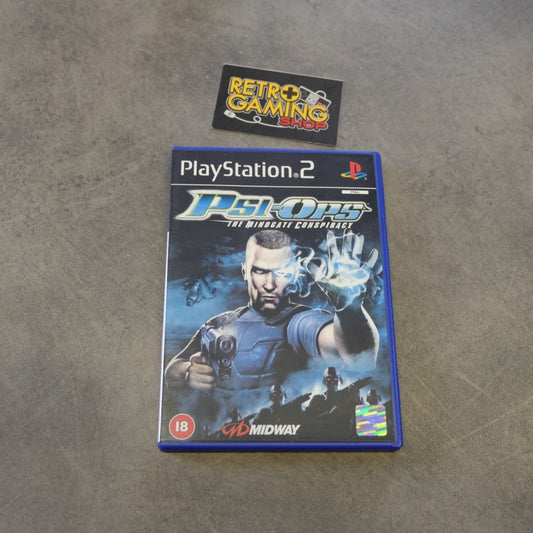 RETRO
GAMING
SHOP
PlayStation®2
PAL
PSI-OPS
THE MINDGATE CONSPIRACY
18
MIDWAY